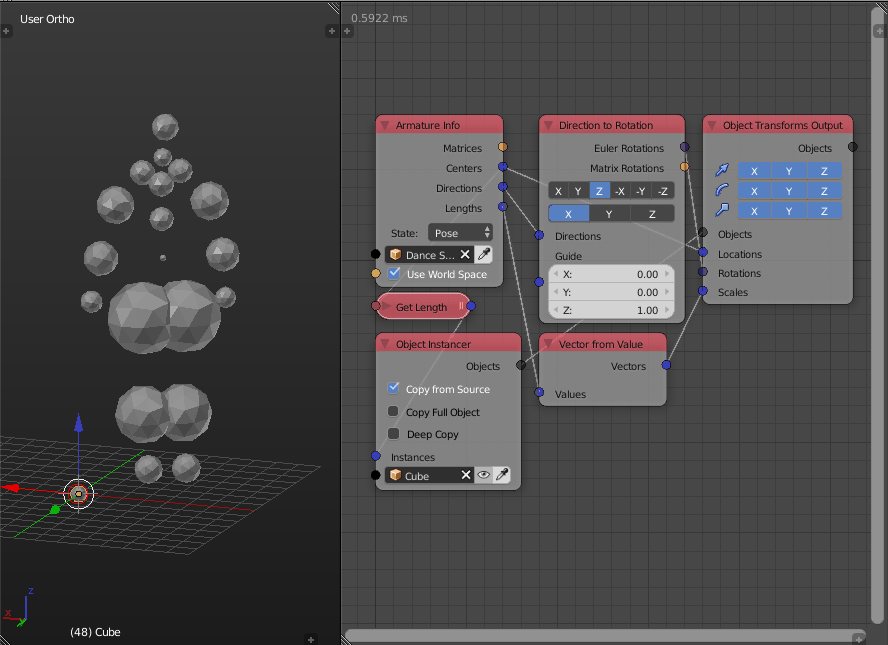 User Ortho
z
x
(48) Cube
0.5922 ms
Armature Info
Matrices
Centers
Directions
Lengths
State: Pose
Dance S...
Use World Space
Get Length
Object Instancer
Objects
Copy from Source
Copy Full Object
Deep Copy
Instances
Cube
Direction to Rotation
Euler Rotations
Matrix Rotations
X Y Z -X -Y -Z
X Y Z
Directions
Guide
X: 0.00
Y: 0.00
Z: 1.00
Vector from Value
Vectors
Values
Object Transforms Output
Objects
X Y Z
X Y Z
X Y Z
Objects
Locations
Rotations
Scales